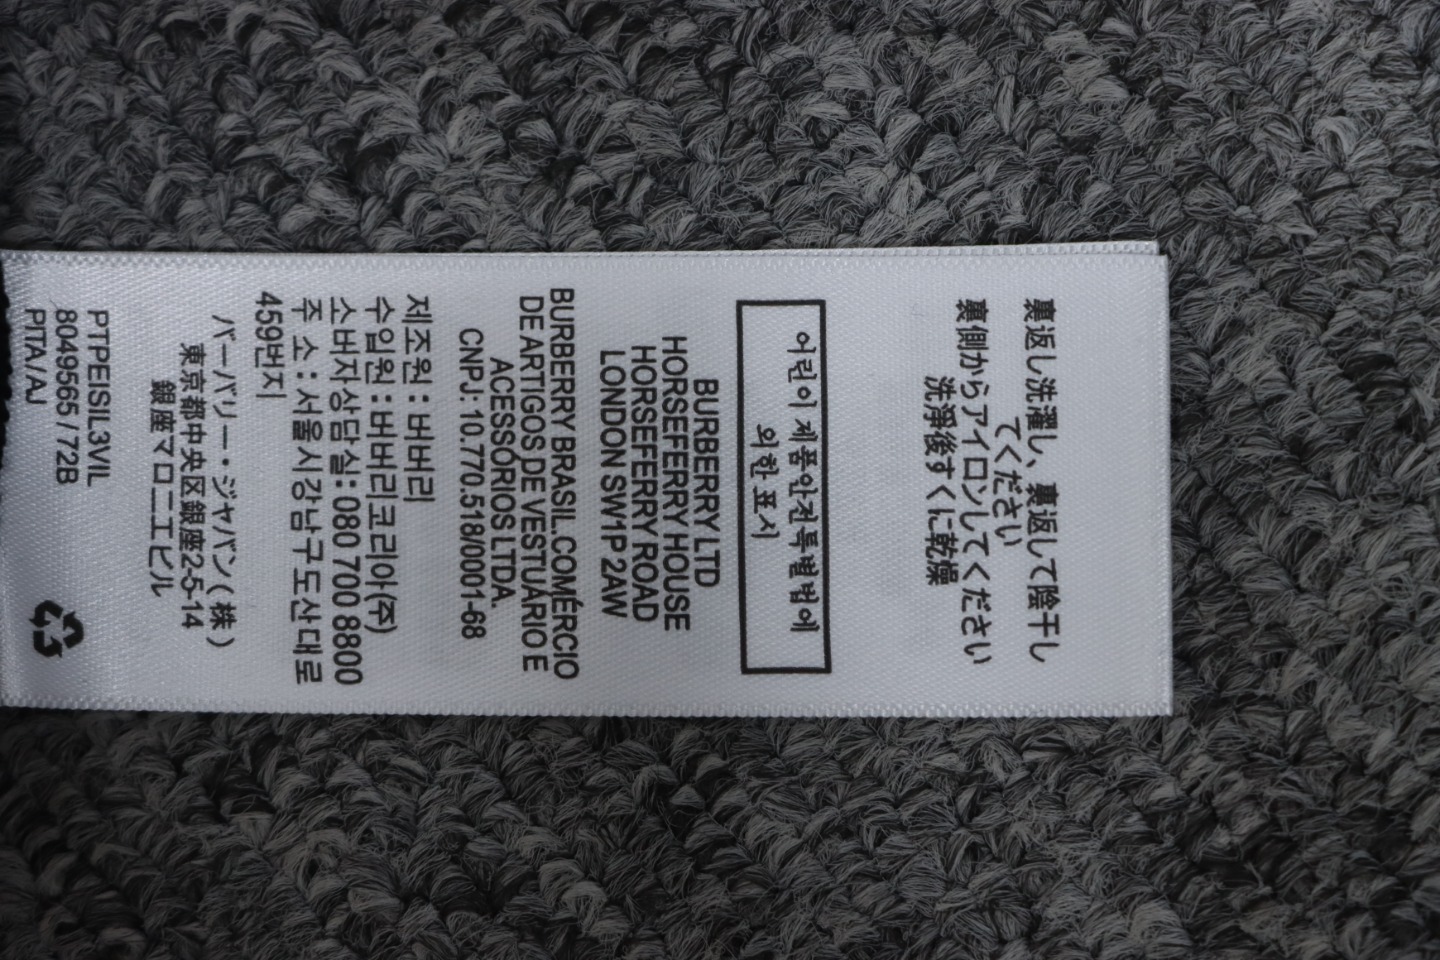 裏返し洗濯し、裏返して陰干し
てください
裏側からアイロンしてください
洗浄後すぐに乾燥
어린이제품안전특별법에
의한 표시
BURBERRY LTD
HORSEFERRY HOUSE
HORSEFERRY ROAD
LONDON SW1P 2AW
BURBERRY BRASIL.COMÉRCIO
DE ARTIGOS DE VESTUÁRIO E
ACESSÓRIOS LTDA.
CNPJ: 10.770.518/0001-68
제조원 : 버버리
수입원 : 버버리코리아(주)
소버자상담실: 080 700 8800
주 소 : 서울시강남구도산대로
459번지
バーバリー・ジャパン(株)
東京都中央区銀座2-5-14
銀座マロニエビル
PTPEISIL3VIL
8049565 / 72B
PITA/AJ